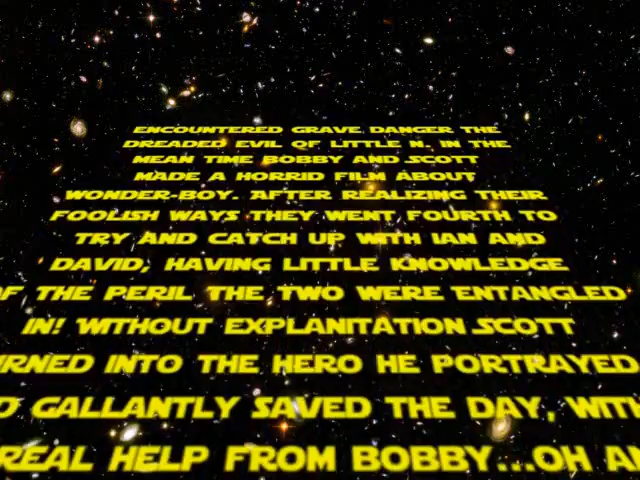 ENCOUNTERED GRAVE DANGER THE
DREADED EVIL OF LITTLE N. IN THE
MEAN TIME BOBBY AND SCOTT
MADE A HORRID FILM ABOUT
WONDER-BOY. AFTER REALIZING THEIR
FOOLISH WAYS THEY WENT FOURTH TO
TRY AND CATCH UP WITH IAN AND
DAVID, HAVING LITTLE KNOWLEDGE
OF THE PERIL THE TWO WERE ENTANGLED
IN! WITHOUT EXPLANITATION SCOTT
URNED INTO THE HERO HE PORTRAYED
D GALLANTLY SAVED THE DAY, WITH
REAL HELP FROM BOBBY...OH AN